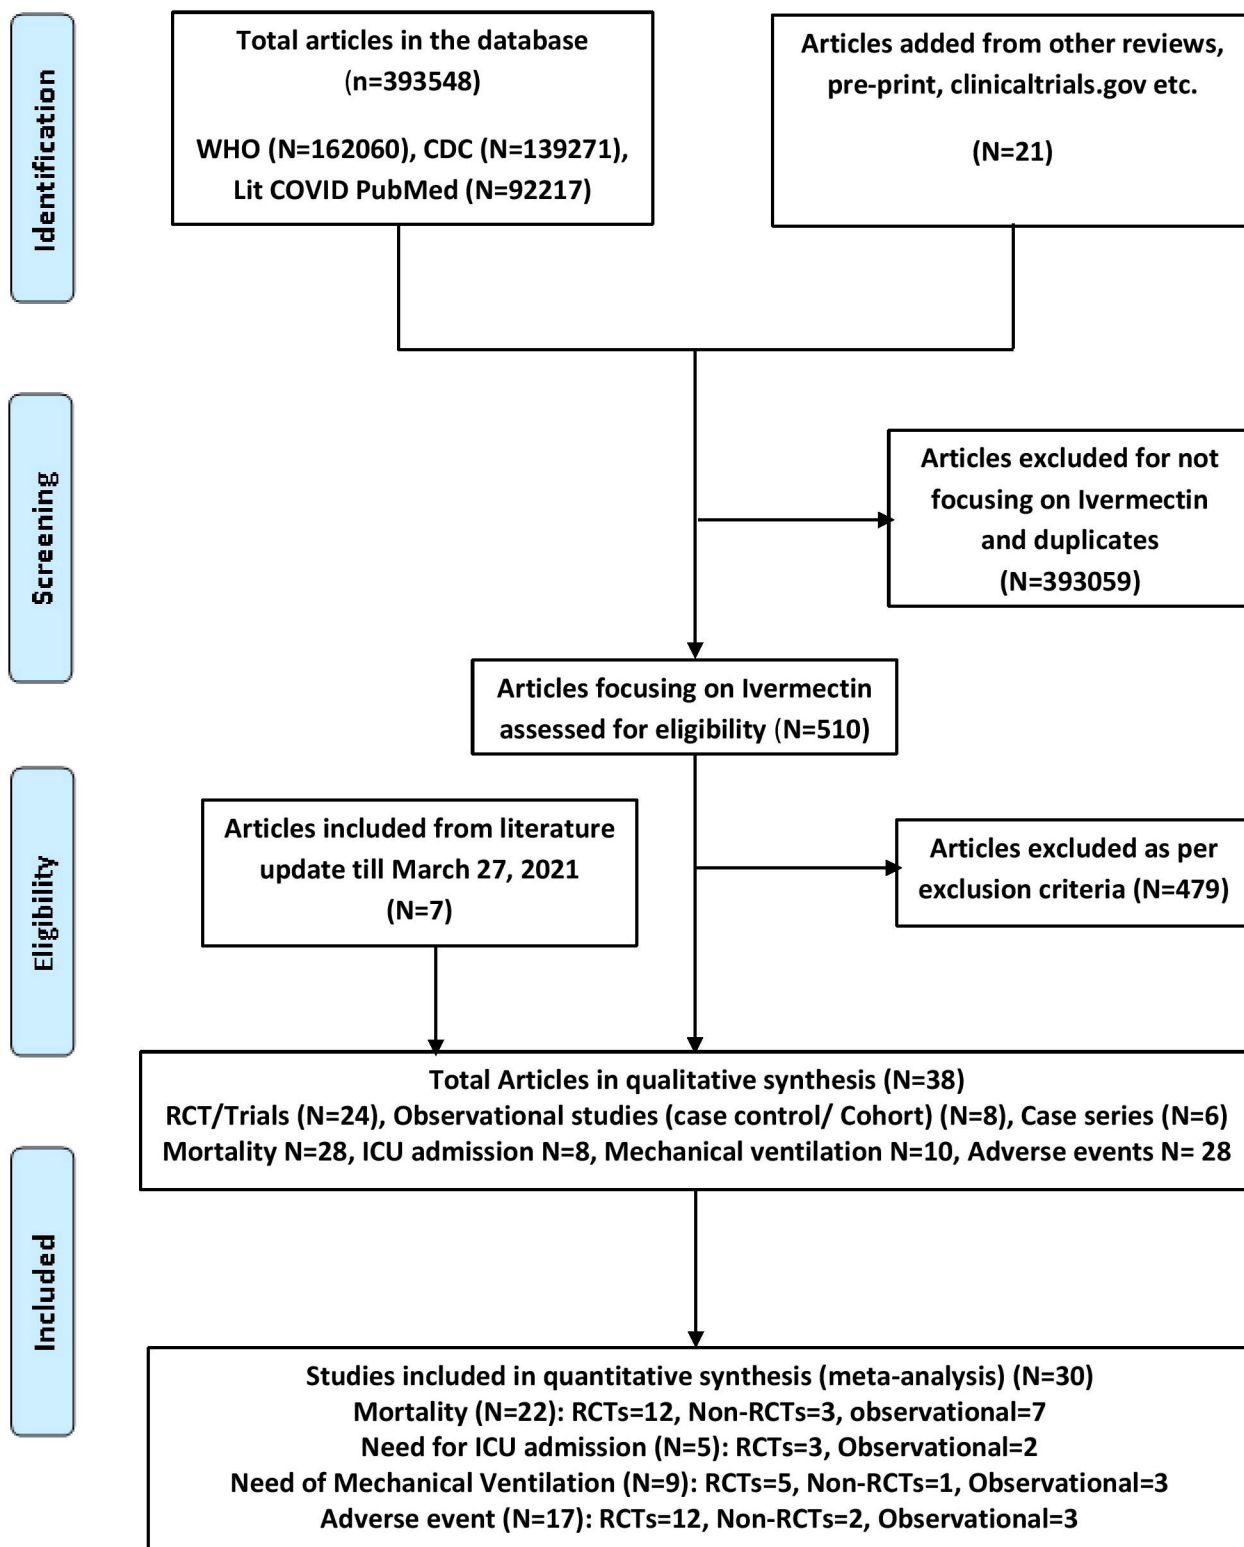 Identification
Total articles in the database
(n=393548)
WHO (N=162060), CDC (N=139271),
Lit COVID PubMed (N=92217)
Articles added from other reviews,
pre-print, clinicaltrials.gov etc.
(N=21)
Screening
Articles excluded for not
focusing on Ivermectin
and duplicates
(N=393059)
Articles focusing on Ivermectin
assessed for eligibility (N=510)
Eligibility
Articles included from literature
update till March 27, 2021
(N=7)
Articles excluded as per
exclusion criteria (N=479)
Total Articles in qualitative synthesis (N=38)
RCT/Trials (N=24), Observational studies (case control/ Cohort) (N=8), Case series (N=6)
Mortality N=28, ICU admission N=8, Mechanical ventilation N=10, Adverse events N= 28
Included
Studies included in quantitative synthesis (meta-analysis) (N=30)
Mortality (N=22): RCTs=12, Non-RCTs=3, observational=7
Need for ICU admission (N=5): RCTs=3, Observational=2
Need of Mechanical Ventilation (N=9): RCTs=5, Non-RCTs=1, Observational=3
Adverse event (N=17): RCTs=12, Non-RCTs=2, Observational=3